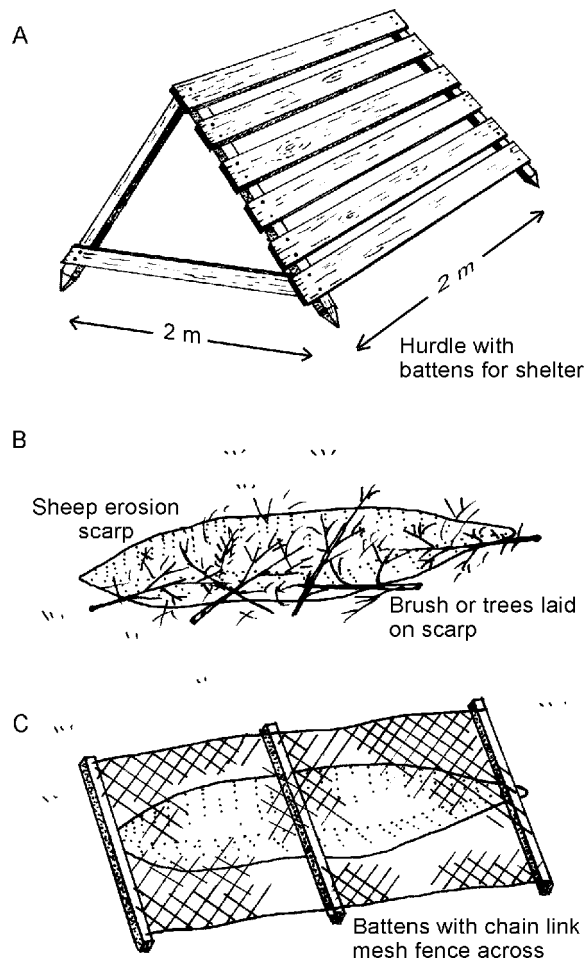 A
2 m
2 m
Hurdle with
battens for shelter
B
Sheep erosion
scarp
Brush or trees laid
on scarp
C
Battens with chain link
mesh fence across